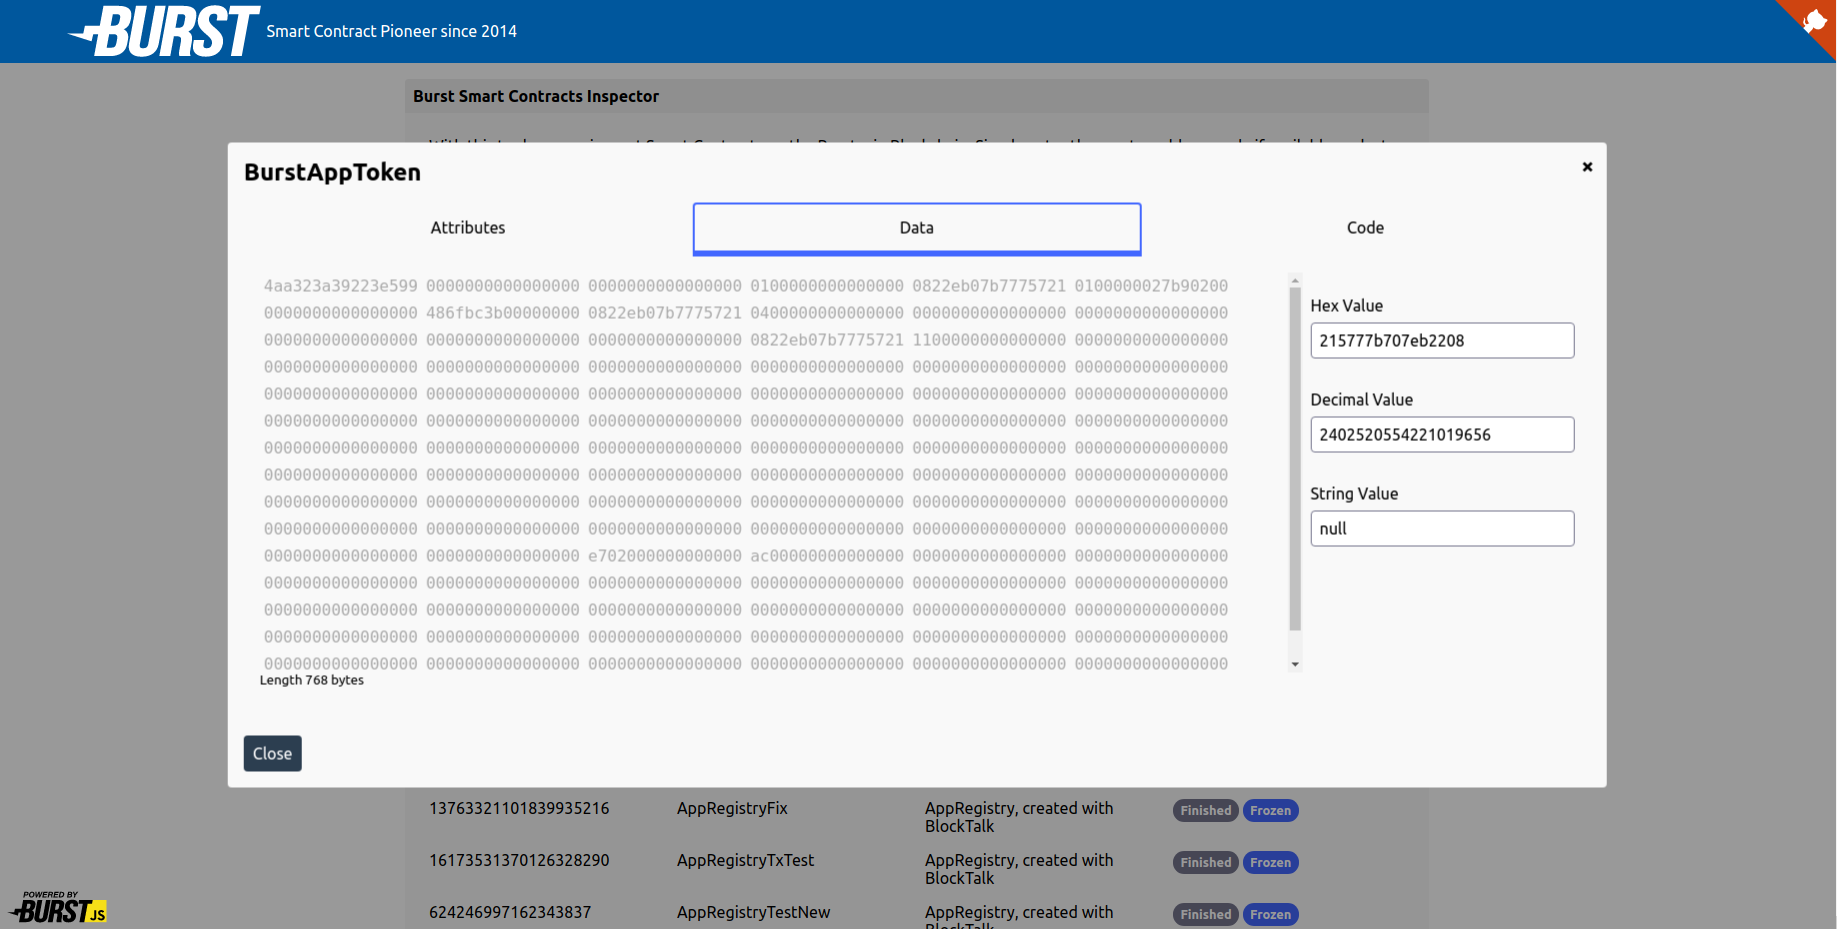 BURST Smart Contract Pioneer since 2014
Burst Smart Contracts Inspector
BurstAppToken
Attributes
Data
Code
4aa323a39223e599 0000000000000000 0000000000000000 0100000000000000 0822eb07b7775721 0100000027b90200
0000000000000000 486fbc3b00000000 0822eb07b7775721 0400000000000000 0000000000000000 0000000000000000
0000000000000000 0000000000000000 0000000000000000 0822eb07b7775721 1100000000000000 0000000000000000
0000000000000000 0000000000000000 0000000000000000 0000000000000000 0000000000000000 0000000000000000
0000000000000000 0000000000000000 0000000000000000 0000000000000000 0000000000000000 0000000000000000
0000000000000000 0000000000000000 0000000000000000 0000000000000000 0000000000000000 0000000000000000
0000000000000000 0000000000000000 0000000000000000 0000000000000000 0000000000000000 0000000000000000
0000000000000000 0000000000000000 0000000000000000 0000000000000000 0000000000000000 0000000000000000
0000000000000000 0000000000000000 0000000000000000 0000000000000000 0000000000000000 0000000000000000
0000000000000000 0000000000000000 0000000000000000 0000000000000000 0000000000000000 0000000000000000
0000000000000000 0000000000000000 e702000000000000 ac00000000000000 0000000000000000 0000000000000000
0000000000000000 0000000000000000 0000000000000000 0000000000000000 0000000000000000 0000000000000000
0000000000000000 0000000000000000 0000000000000000 0000000000000000 0000000000000000 0000000000000000
0000000000000000 0000000000000000 0000000000000000 0000000000000000 0000000000000000 0000000000000000
0000000000000000 0000000000000000 0000000000000000 0000000000000000 0000000000000000 0000000000000000
Length 768 bytes
Hex Value
215777b707eb2208
Decimal Value
2402520554221019656
String Value
null
Close
13763321101839935216 AppRegistryFix AppRegistry, created with Finished Frozen
BlockTalk
16173531370126328290 AppRegistryTxTest AppRegistry, created with Finished Frozen
BlockTalk
624246997162343837 AppRegistryTestNew AppRegistry, created with Finished Frozen
POWERED BY
BURST JS